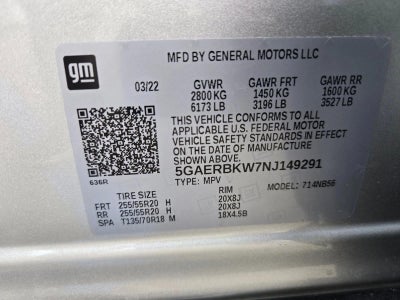 gm
MFD BY GENERAL MOTORS LLC
03/22 GVWR GAWR FRT GAWR RR
2800 KG 1450 KG 1600 KG
6173 LB 3196 LB 3527 LB
THIS VEHICLE CONFORMS TO ALL
APPLICABLE U.S. FEDERAL MOTOR
VEHICLE SAFETY
STANDARDS IN EFFECT ON THE
DATE OF MANUFACTURE SHOWN
5GAERBKW7NJ149291
636R TYPE: MPV MODEL: 714NB56
TIRE SIZE RIM
FRT 255/55R20 H 20X8J
RR 255/55R20 H 20X8J
SPA T135/70R18 M 18X4.5B